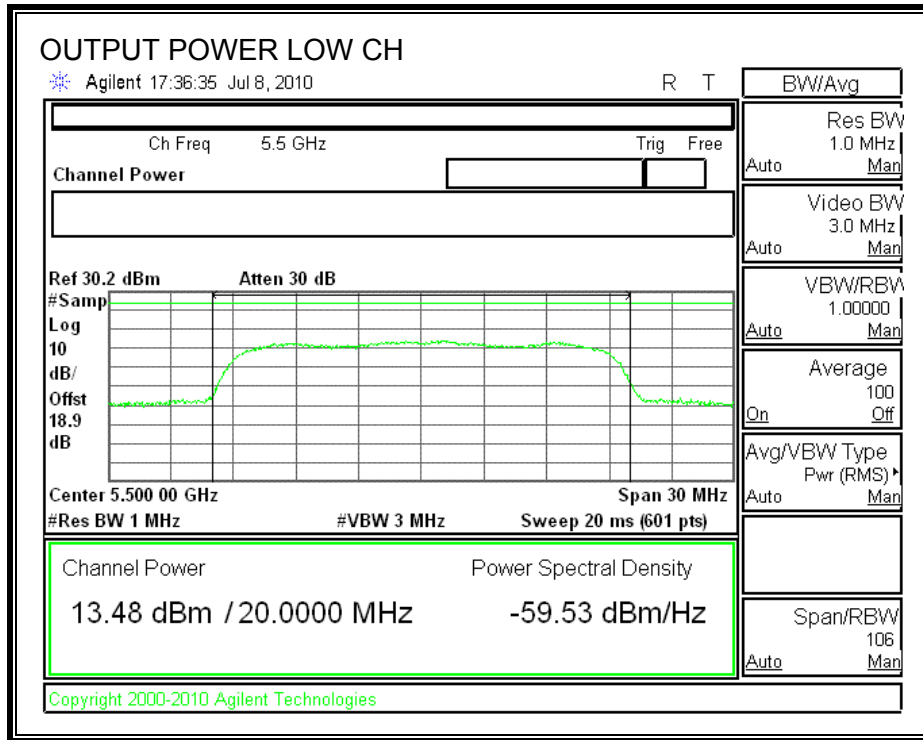 OUTPUT POWER LOW CH
Agilent 17:36:35 Jul 8, 2010 R T
BW/Avg
Ch Freq 5.5 GHz Trig Free
Channel Power
Ref 30.2 dBm Atten 30 dB
#Samp
Log
10
dB/
Offst
18.9
dB
Center 5.500 00 GHz Span 30 MHz
#Res BW 1 MHz #VBW 3 MHz Sweep 20 ms (601 pts)
Channel Power Power Spectral Density
13.48 dBm / 20.0000 MHz -59.53 dBm/Hz
Copyright 2000-2010 Agilent Technologies
Res BW
1.0 MHz
Auto Man
Video BW
3.0 MHz
Auto Man
VBW/RBW
1.00000
Auto Man
Average
100
On Off
Avg/VBW Type
Pwr (RMS)
Auto Man
Span/RBW
106
Auto Man